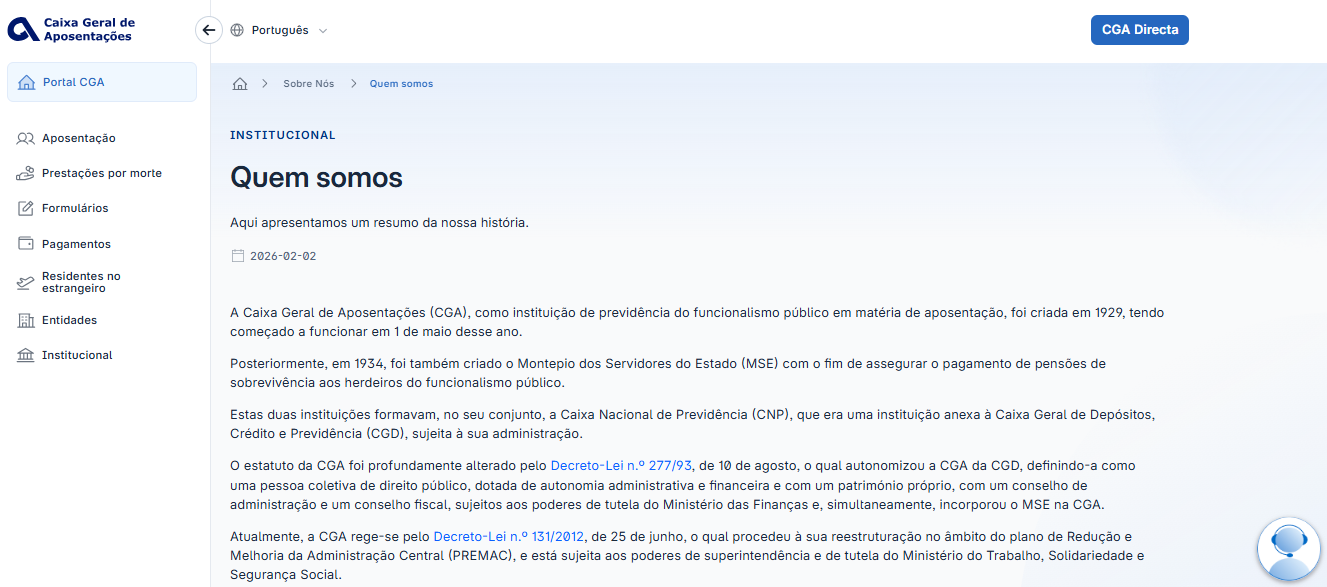 Caixa Geral de
Aposentações
Português
CGA Directa
Portal CGA
Aposentação
Prestações por morte
Formulários
Pagamentos
Residentes no
estrangeiro
Entidades
Institucional
Sobre Nós
Quem somos
INSTITUCIONAL
Quem somos
Aqui apresentamos um resumo da nossa história.
2026-02-02
A Caixa Geral de Aposentações (CGA), como instituição de previdência do funcionalismo público em matéria de aposentação, foi criada em 1929, tendo
começado a funcionar em 1 de maio desse ano.
Posteriormente, em 1934, foi também criado o Montepio dos Servidores do Estado (MSE) com o fim de assegurar o pagamento de pensões de
sobrevivência aos herdeiros do funcionalismo público.
Estas duas instituições formavam, no seu conjunto, a Caixa Nacional de Previdência (CNP), que era uma instituição anexa à Caixa Geral de Depósitos,
Crédito e Previdência (CGD), sujeita à sua administração.
O estatuto da CGA foi profundamente alterado pelo Decreto-Lei n.º 277/93, de 10 de agosto, o qual autonomizou a CGA da CGD, definindo-a como
uma pessoa coletiva de direito público, dotada de autonomia administrativa e financeira e com um património próprio, com um conselho de
administração e um conselho fiscal, sujeitos aos poderes de tutela do Ministério das Finanças e, simultaneamente, incorporou o MSE na CGA.
Atualmente, a CGA rege-se pelo Decreto-Lei n.º 131/2012, de 25 de junho, o qual procedeu à sua reestruturação no âmbito do plano de Redução e
Melhoria da Administração Central (PREMAC), e está sujeita aos poderes de superintendência e de tutela do Ministério do Trabalho, Solidariedade e
Segurança Social.